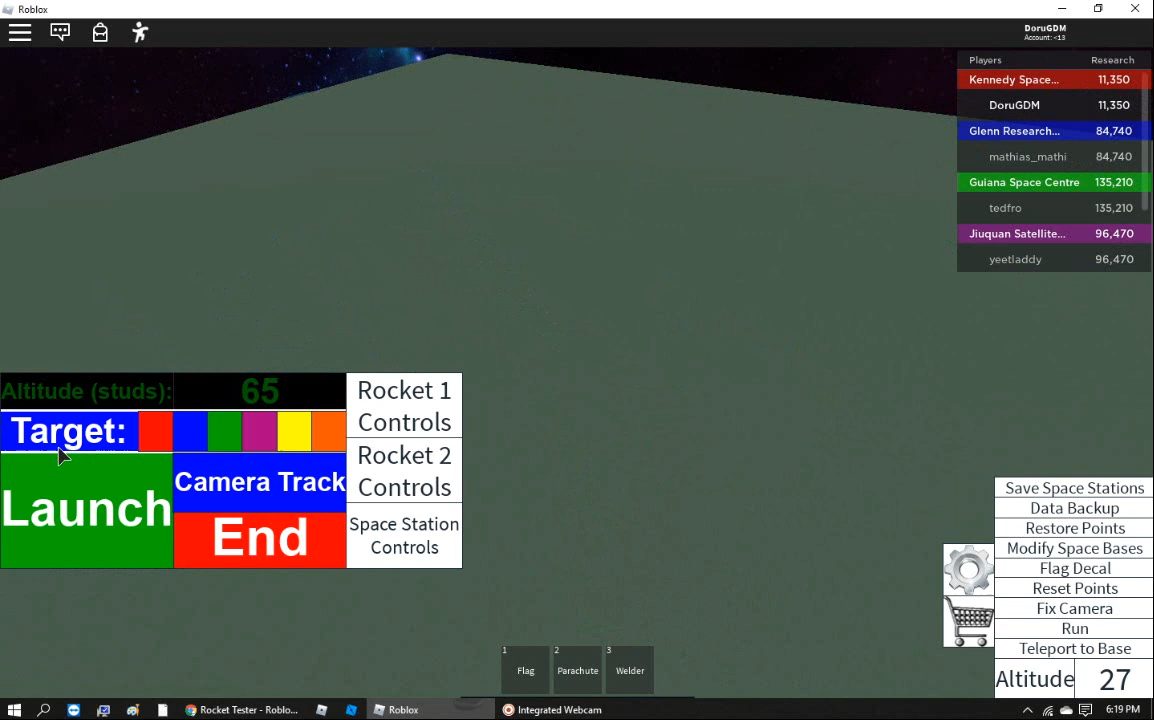 Roblox
DoruGDM
Account: <13
Players Research
Kennedy Space... 11,350
DoruGDM 11,350
Glenn Research... 84,740
mathias_mathi 84,740
Guiana Space Centre 135,210
tedfro 135,210
Jiuquan Satellite... 96,470
yeetladdy 96,470
Altitude (studs): 65
Target:
Launch
Camera Track
End
Rocket 1
Controls
Rocket 2
Controls
Space Station
Controls
Save Space Stations
Data Backup
Restore Points
Modify Space Bases
Flag Decal
Reset Points
Fix Camera
Run
Teleport to Base
Altitude 27
1 Flag
2 Parachute
3 Welder
Rocket Tester - Roblo...
Roblox
Integrated Webcam
6:19 PM